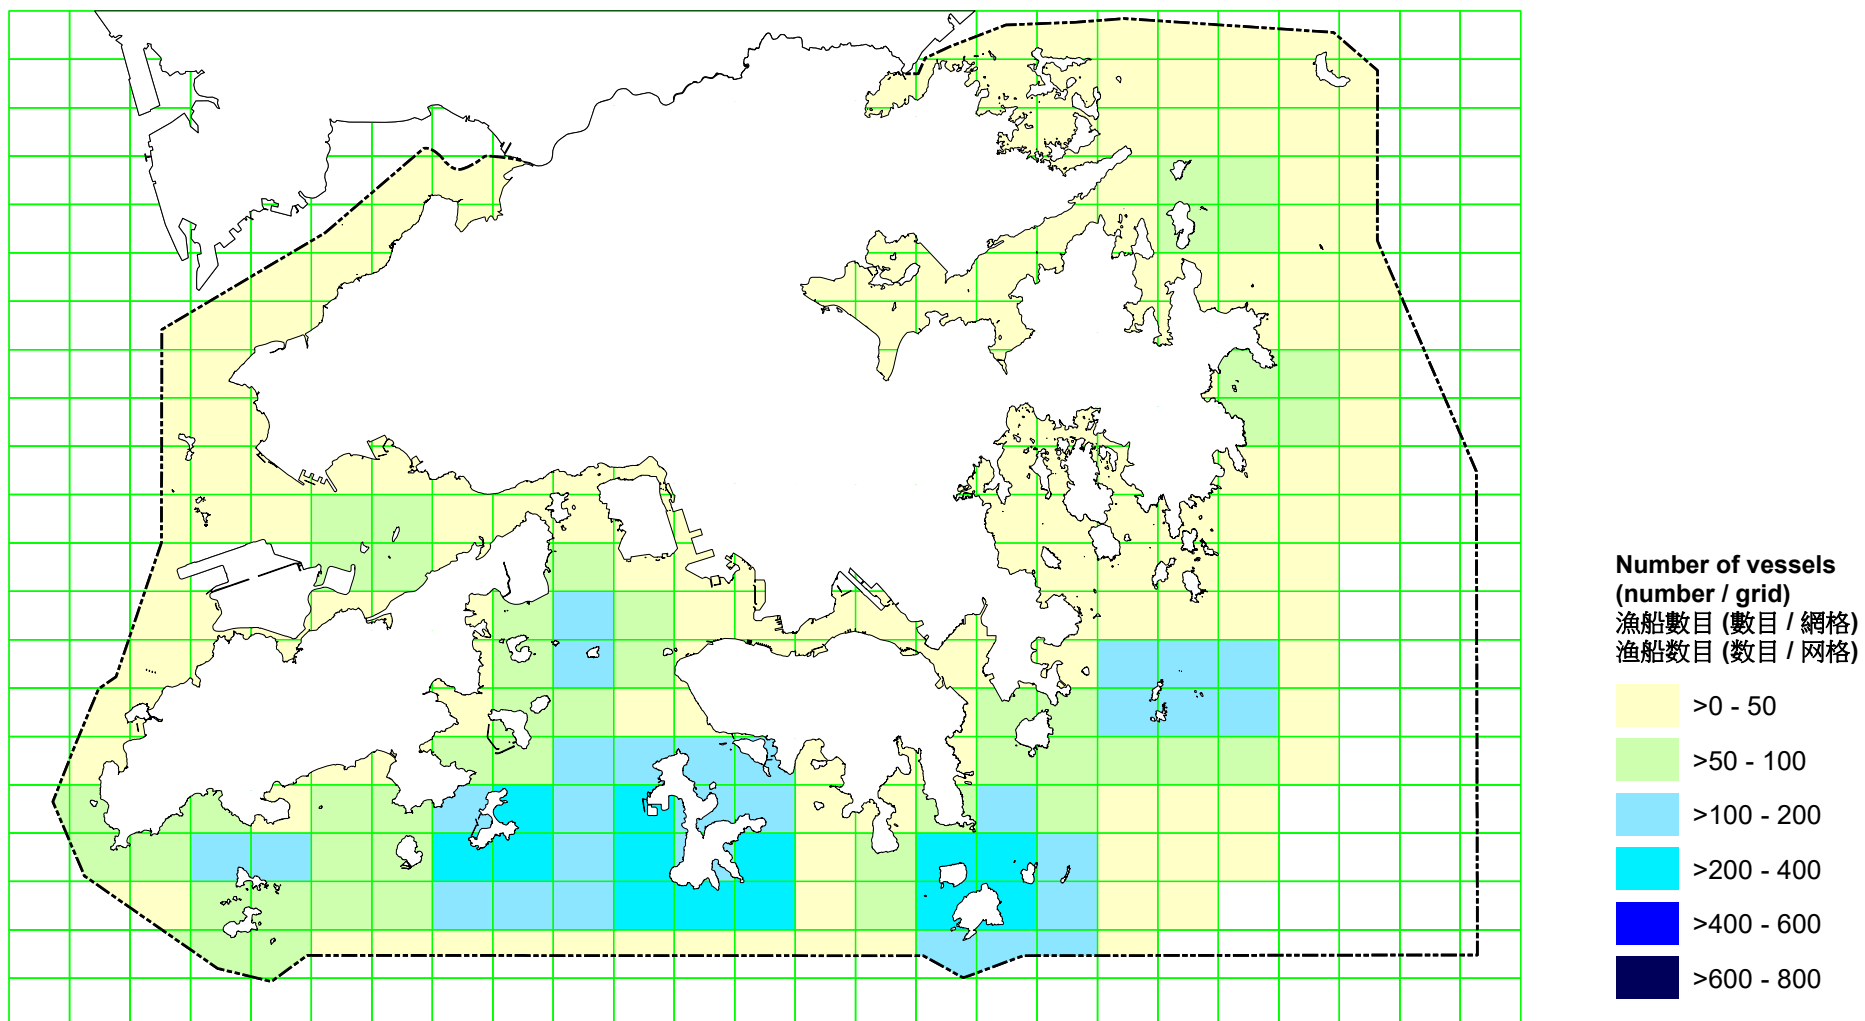 Number of vessels
(number / grid)
漁船數目 (數目 / 網格)
渔船数目 (数目 / 网格)
>0 - 50
>50 - 100
>100 - 200
>200 - 400
>400 - 600
>600 - 800